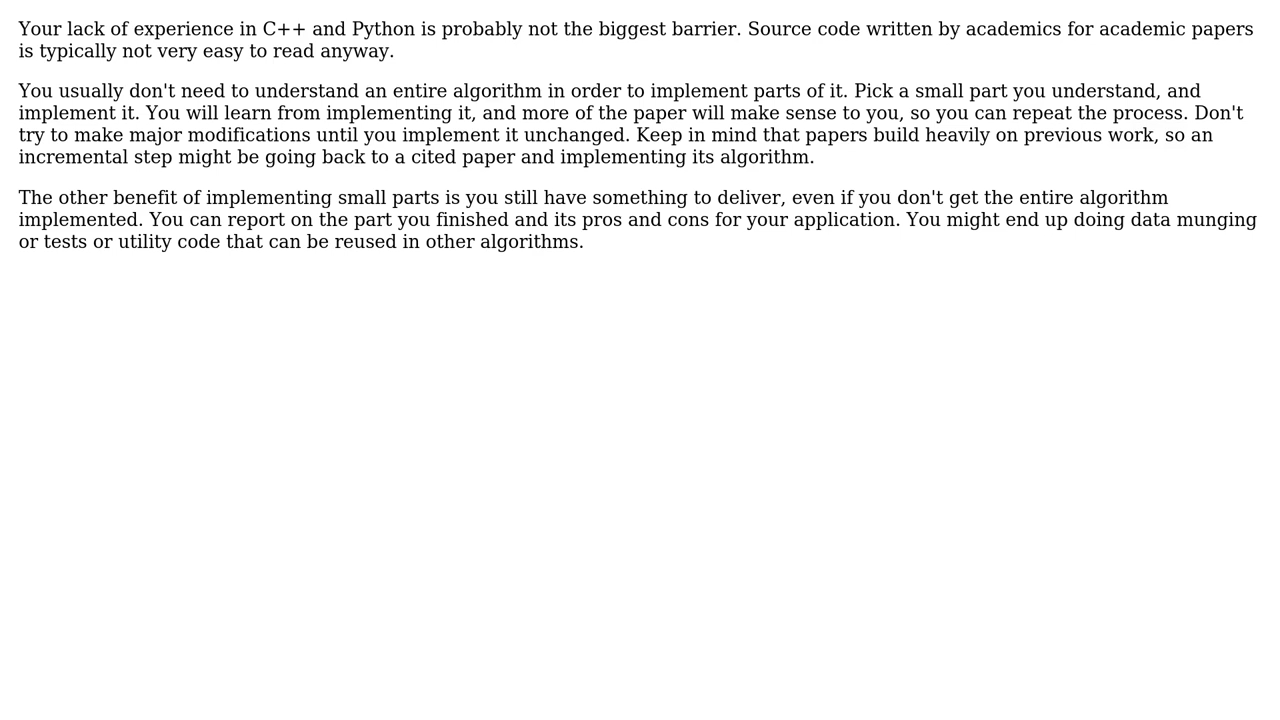 Your lack of experience in C++ and Python is probably not the biggest barrier. Source code written by academics for academic papers
is typically not very easy to read anyway.
You usually don't need to understand an entire algorithm in order to implement parts of it. Pick a small part you understand, and
implement it. You will learn from implementing it, and more of the paper will make sense to you, so you can repeat the process. Don't
try to make major modifications until you implement it unchanged. Keep in mind that papers build heavily on previous work, so an
incremental step might be going back to a cited paper and implementing its algorithm.
The other benefit of implementing small parts is you still have something to deliver, even if you don't get the entire algorithm
implemented. You can report on the part you finished and its pros and cons for your application. You might end up doing data munging
or tests or utility code that can be reused in other algorithms.